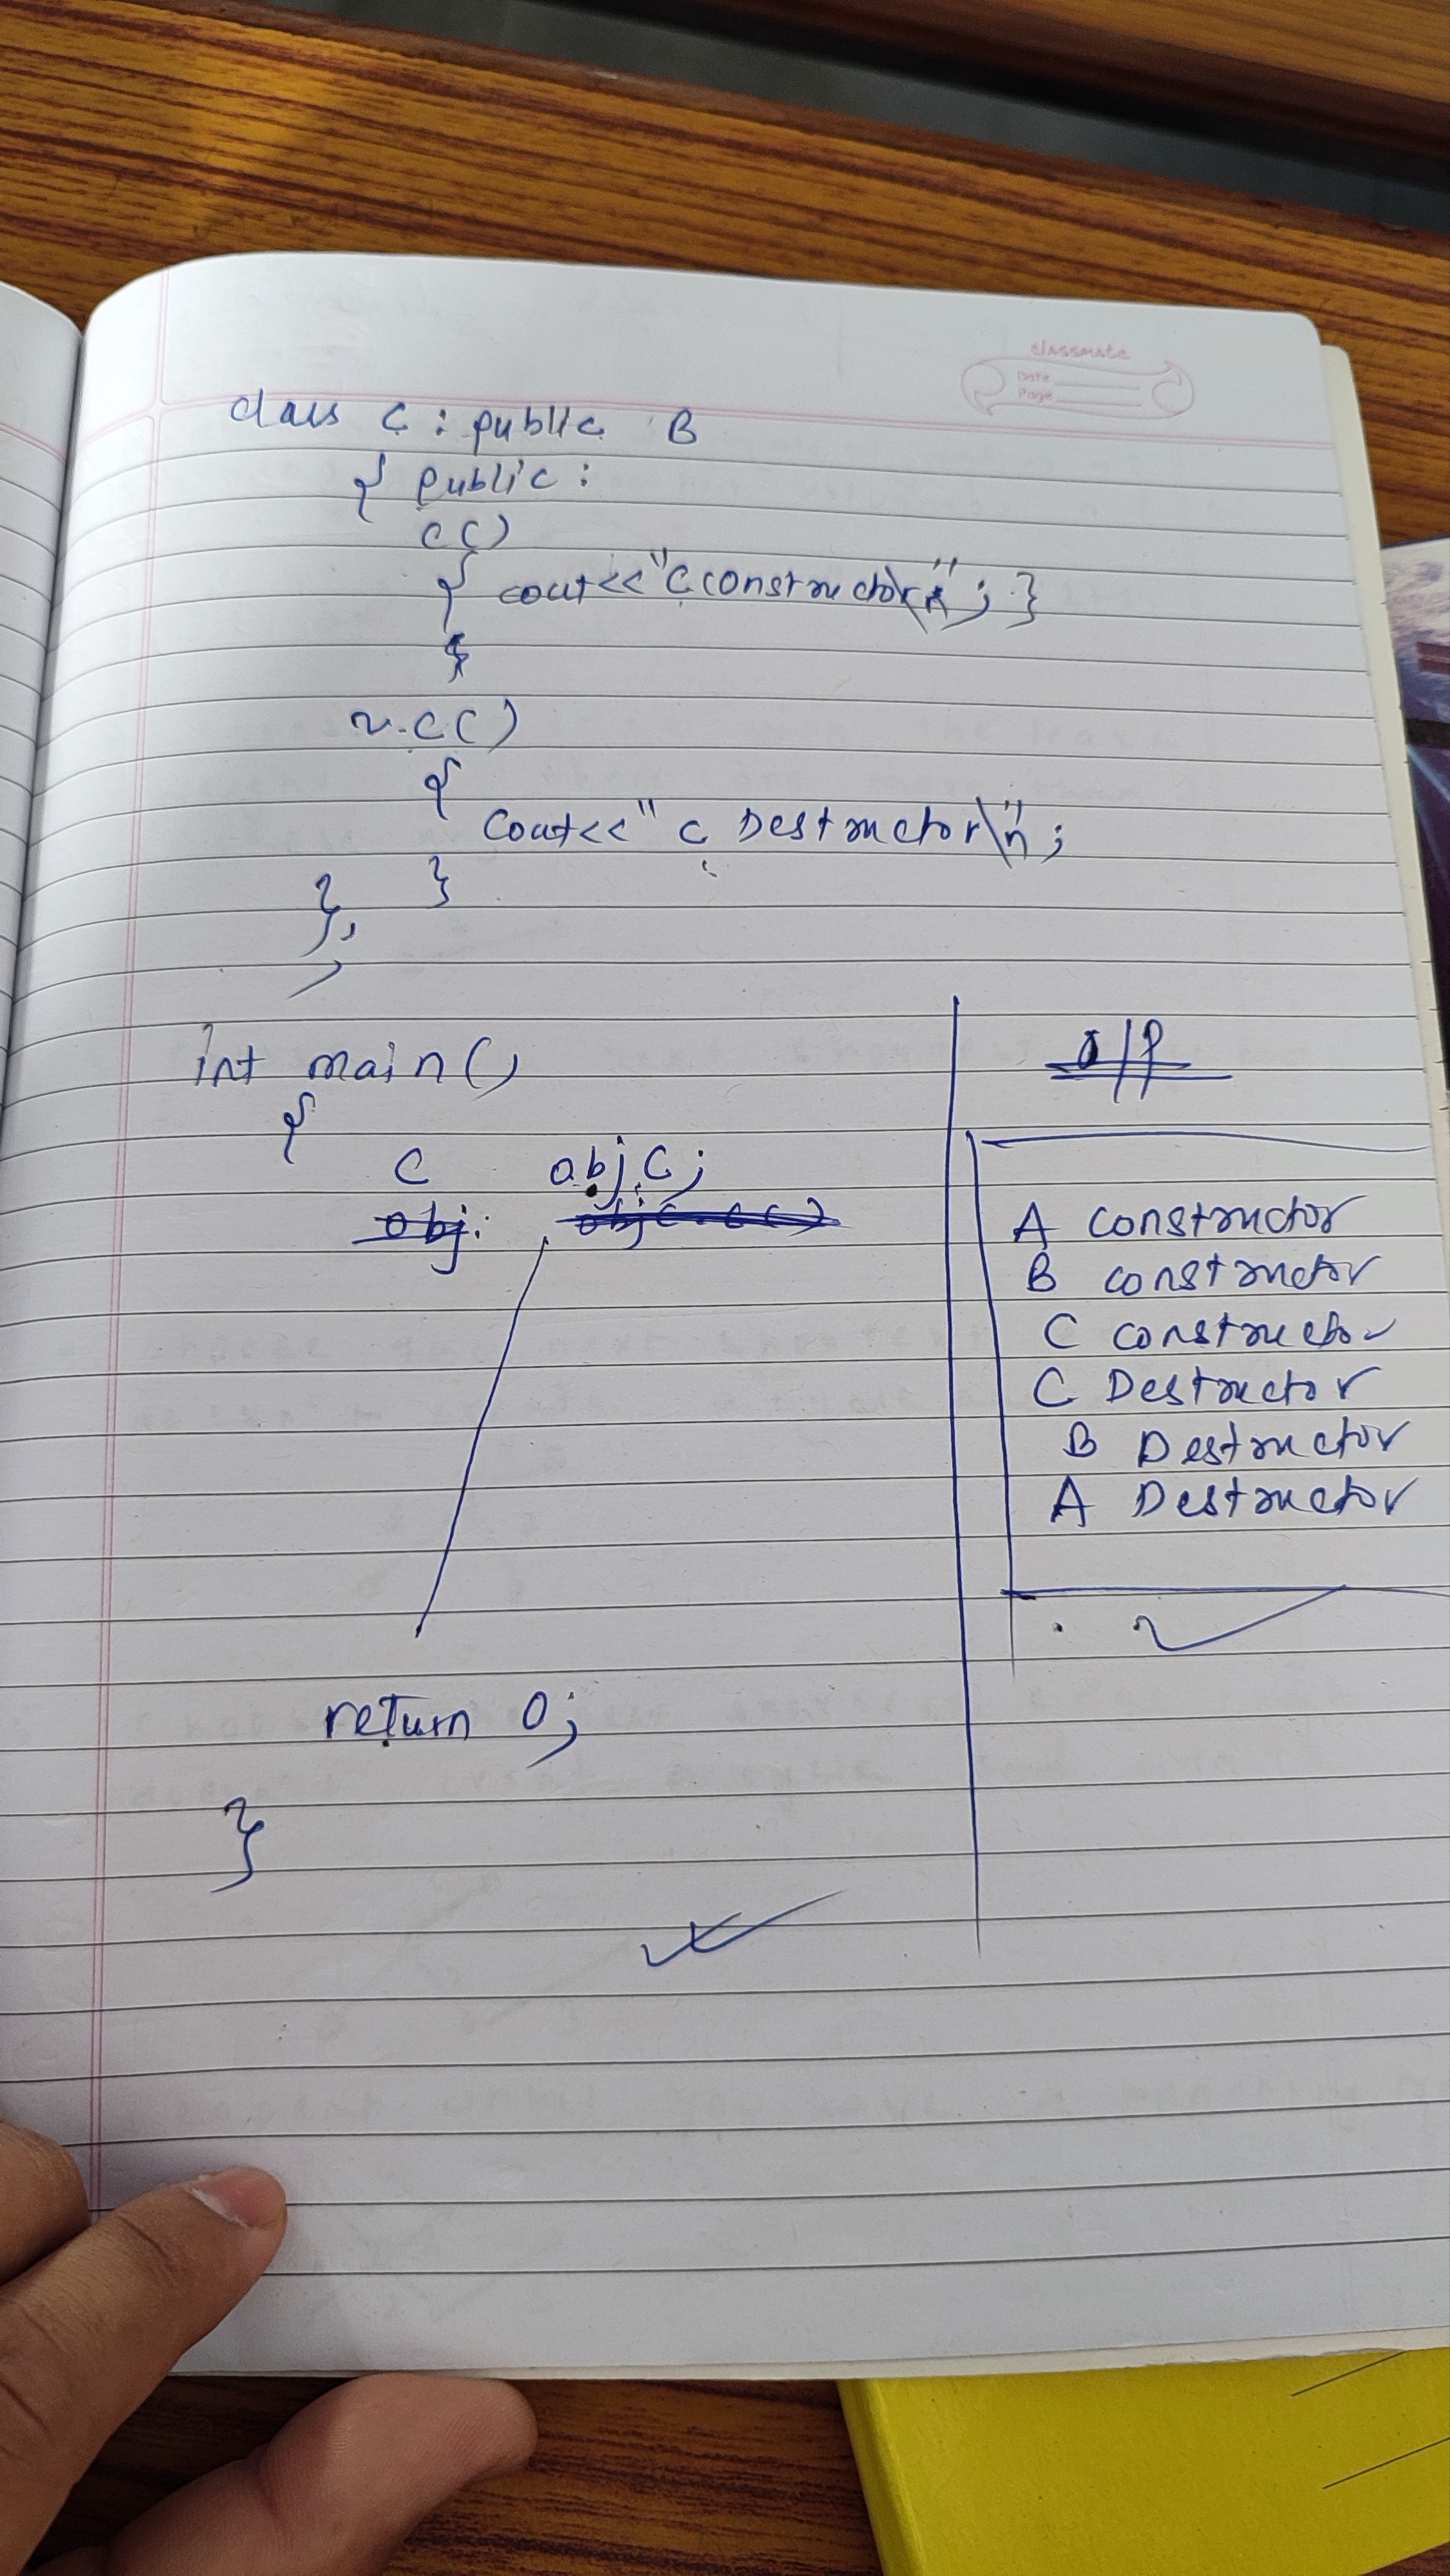 classmate
Date
Page
class C : public B
{ public :
C()
{ cout<<"C constructor\n"; }
}
~C()
{
Cout<<" C Destructor\n";
}
};
int main()
{
C objC;
obj. objC.C()
return 0;
}
O/P
A constructor
B constructor
C constructor
C Destructor
B Destructor
A Destructor